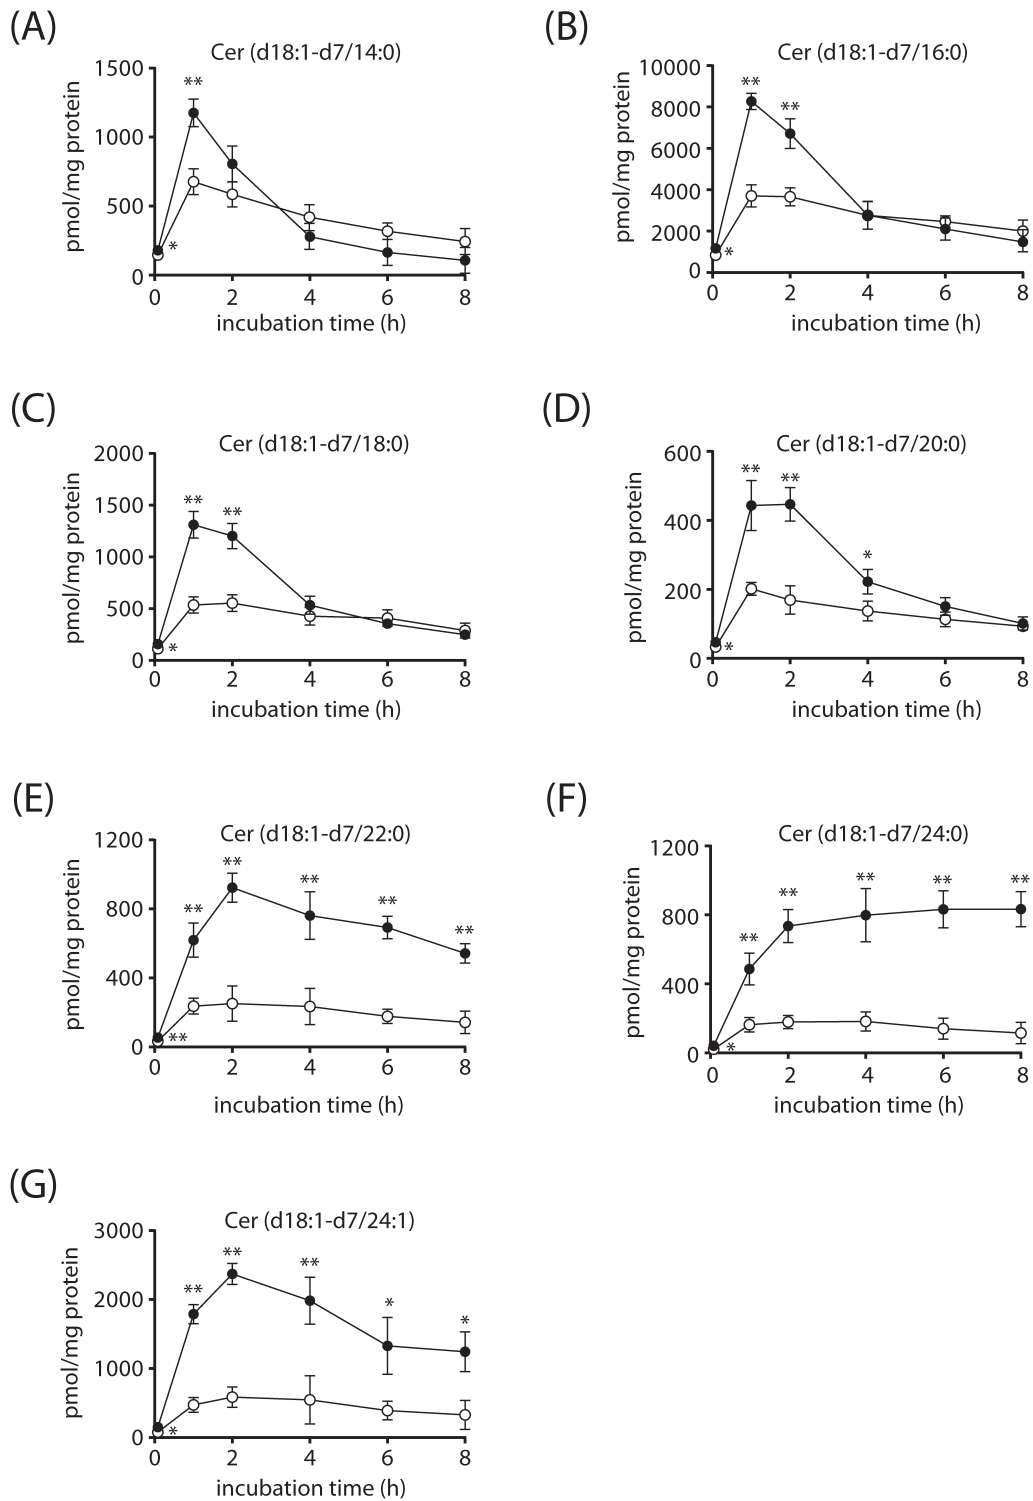 (A)
Cer (d18:1-d7/14:0)
pmol/mg protein
1500
1000
500
0
**
*
0 2 4 6 8
incubation time (h)
(B)
Cer (d18:1-d7/16:0)
pmol/mg protein
10000
8000
6000
4000
2000
0
** **
*
0 2 4 6 8
incubation time (h)
(C)
Cer (d18:1-d7/18:0)
pmol/mg protein
2000
1500
1000
500
0
** **
*
0 2 4 6 8
incubation time (h)
(D)
Cer (d18:1-d7/20:0)
pmol/mg protein
600
400
200
0
** ** *
*
0 2 4 6 8
incubation time (h)
(E)
Cer (d18:1-d7/22:0)
pmol/mg protein
1200
800
400
0
** ** ** ** **
**
0 2 4 6 8
incubation time (h)
(F)
Cer (d18:1-d7/24:0)
pmol/mg protein
1200
800
400
0
** ** ** ** **
*
0 2 4 6 8
incubation time (h)
(G)
Cer (d18:1-d7/24:1)
pmol/mg protein
3000
2000
1000
0
** ** ** * *
*
0 2 4 6 8
incubation time (h)